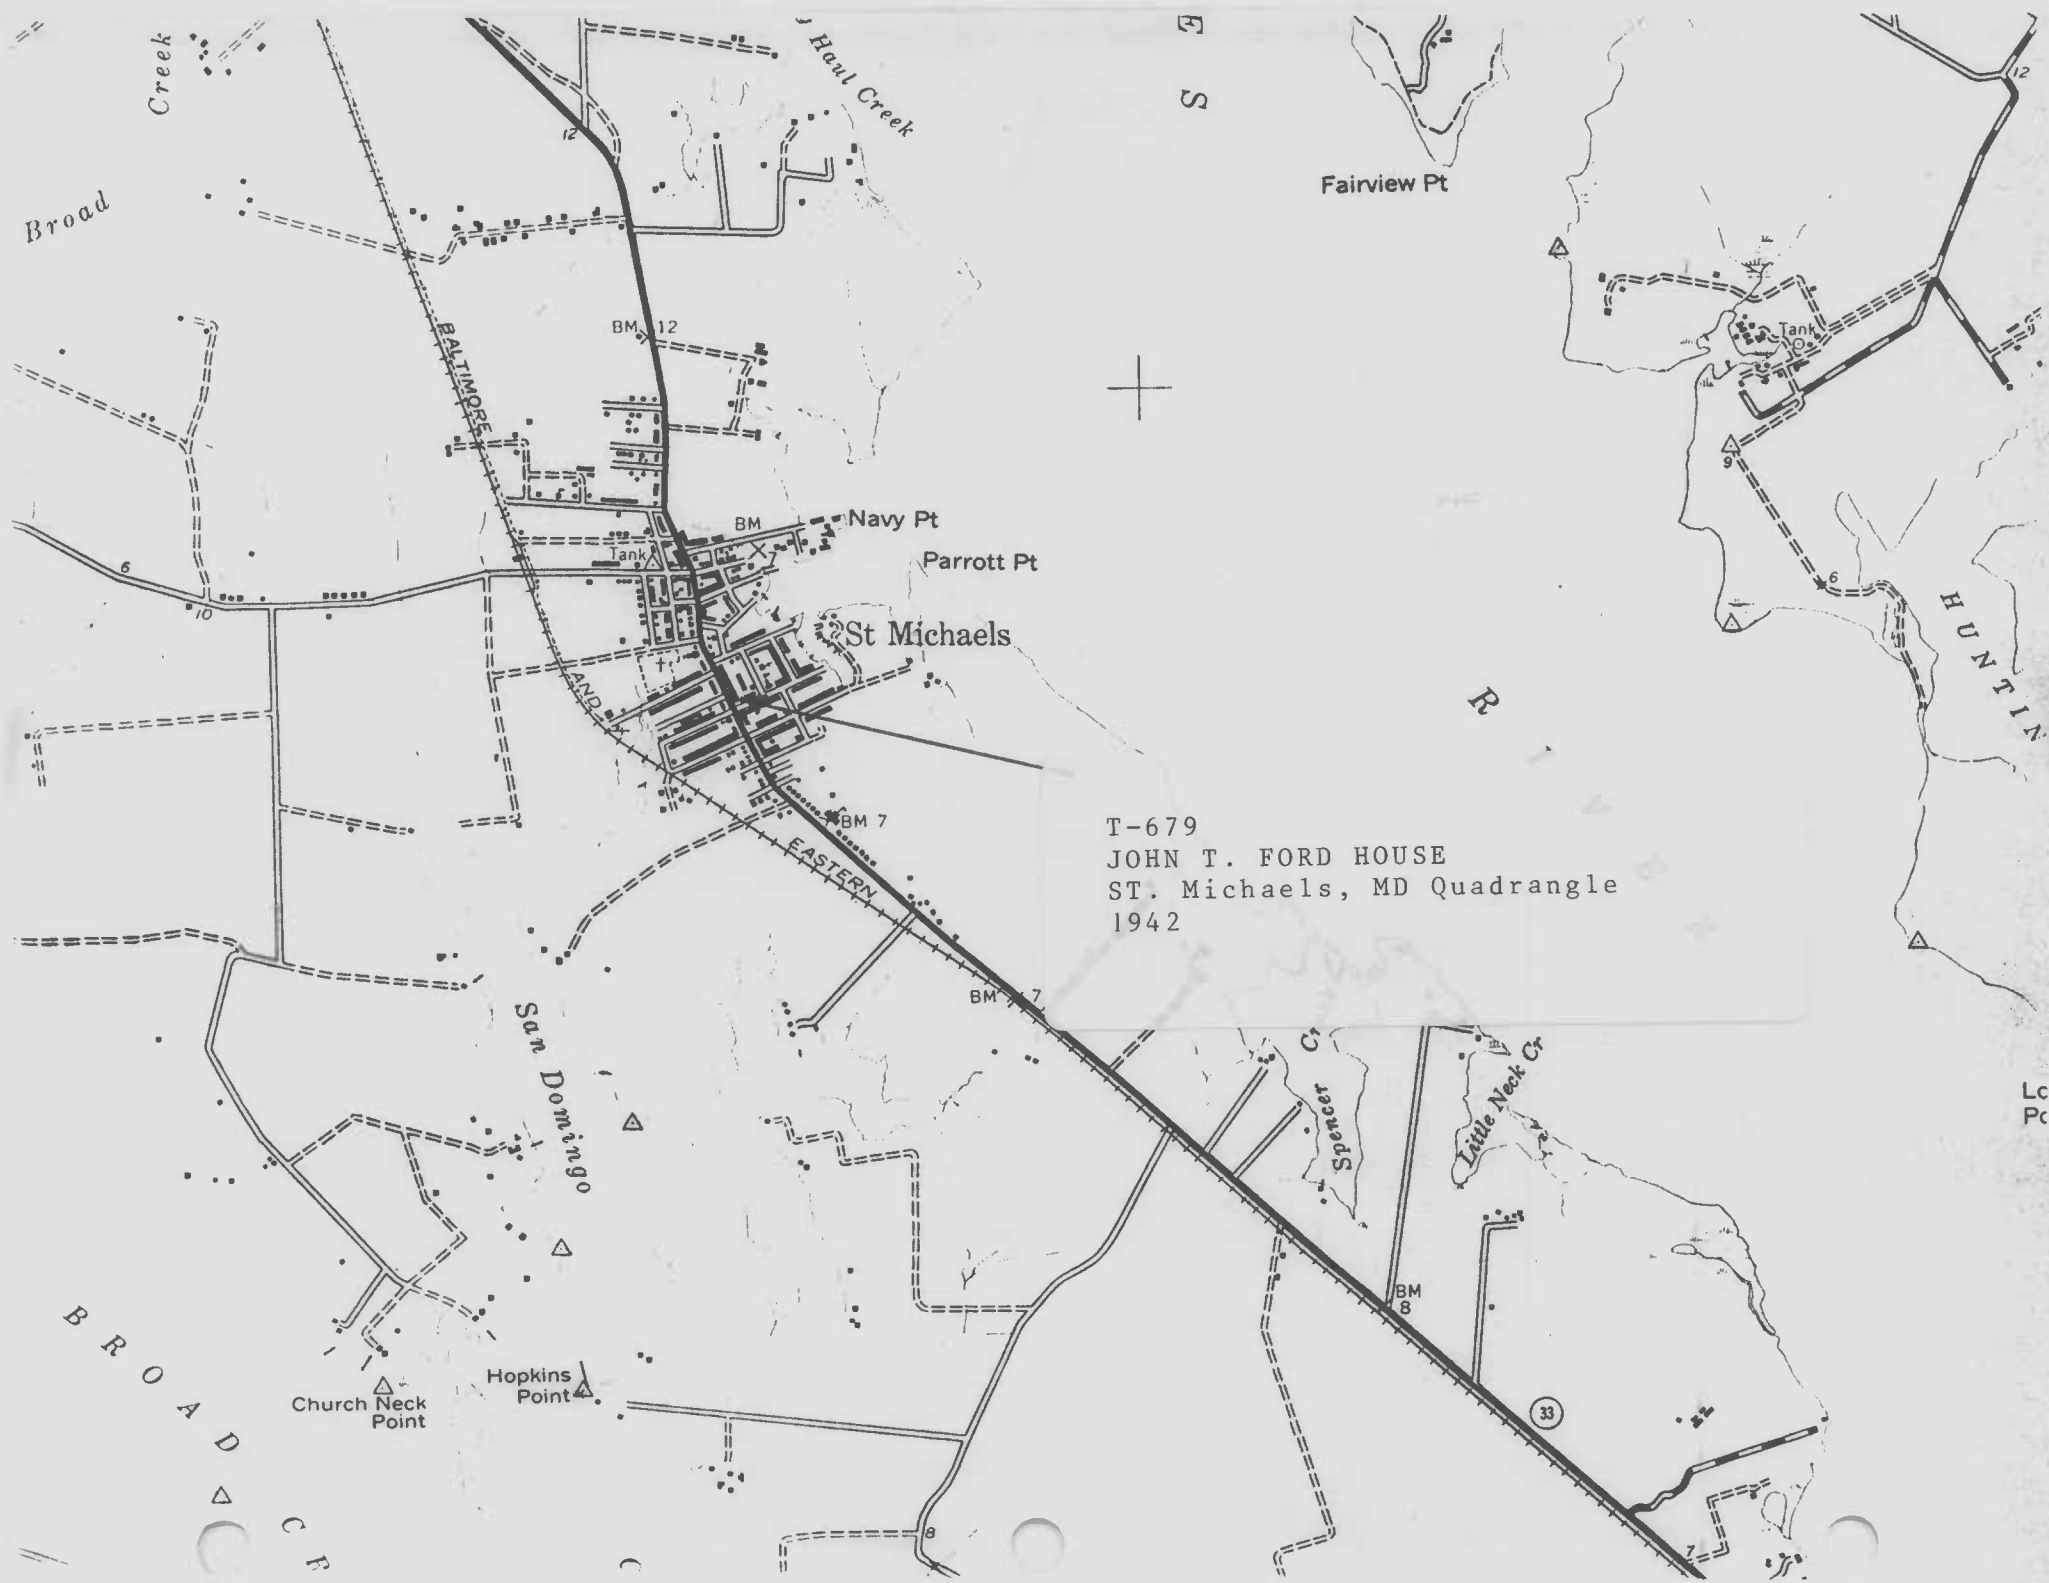 E
S
Creek
Haul Creek
12
12
Fairview Pt
Broad
BM 12
BALTIMORE
Tank
9
BM
7
Navy Pt
Tank
Parrott Pt
6
10
6
St Michaels
HUNTIN
AND
R
BM 7
EASTERN
T-679
JOHN T. FORD HOUSE
ST. Michaels, MD Quadrangle
1942
BM 7
San Domingo
Spencer Cr
Little Neck Cr
BM
8
BROAD
Hopkins
Point
Church Neck
Point
33
8
7